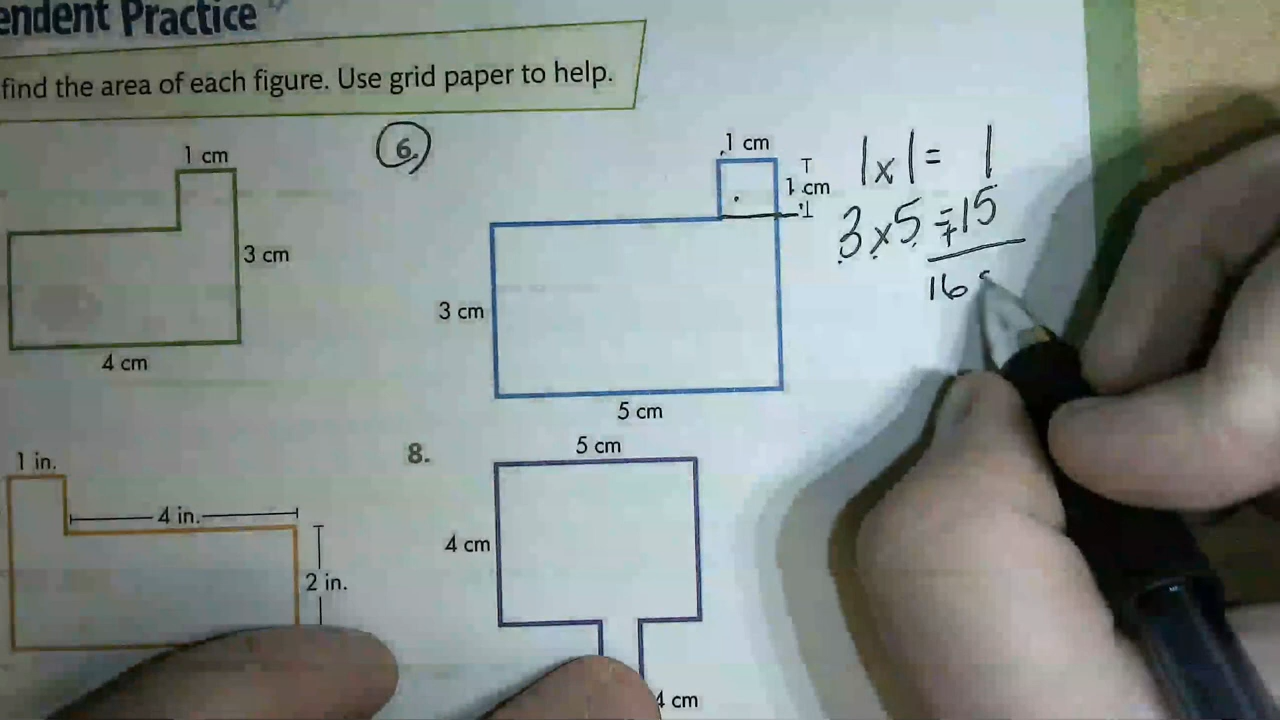 endent Practice
find the area of each figure. Use grid paper to help.
1 cm
3 cm
4 cm
6.
1 cm
1 cm
3 cm
5 cm
1 x 1 = 1
3 x 5 = +15
16
1 in.
4 in.
2 in.
8.
5 cm
4 cm
4 cm